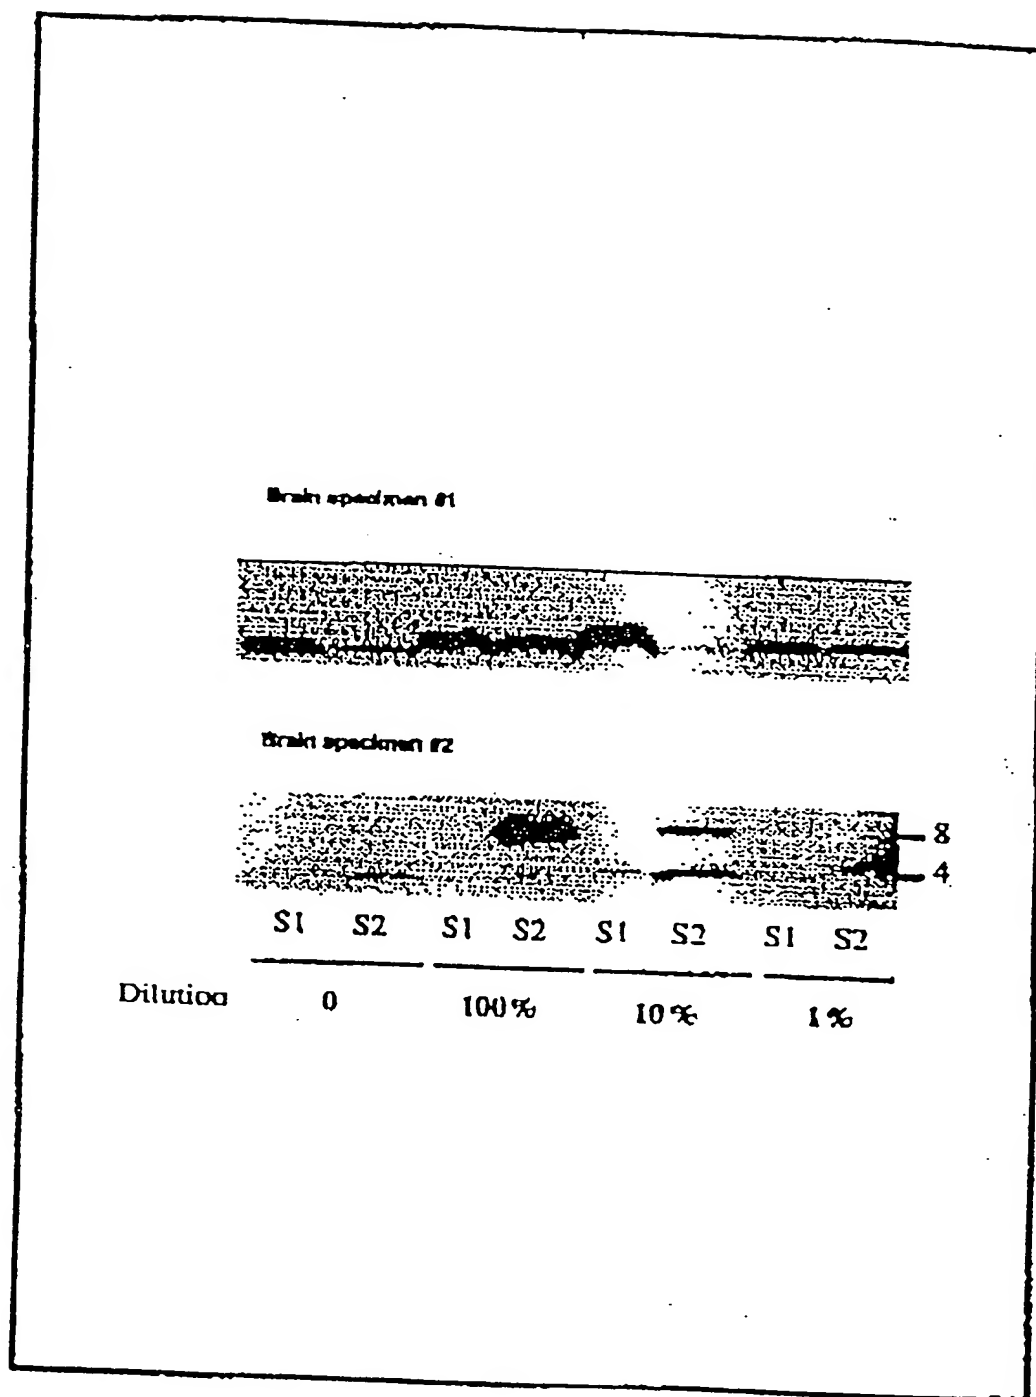 Brain specimen #1
Brain specimen #2
8
4
S1 S2 S1 S2 S1 S2 S1 S2
Dilution 0 100% 10% 1%